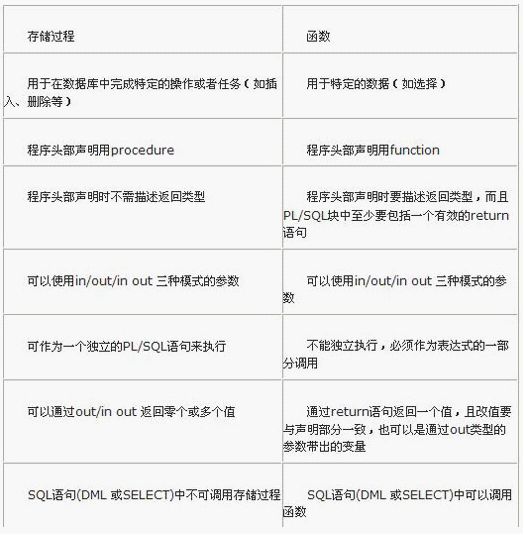 存储过程
函数
用于在数据库中完成特定的操作或者任务（如插
入、删除等）
用于特定的数据（如选择）
程序头部声明用procedure
程序头部声明用function
程序头部声明时不需描述返回类型
程序头部声明时要描述返回类型，而且
PL/SQL块中至少要包括一个有效的return
语句
可以使用in/out/in out 三种模式的参数
可以使用in/out/in out 三种模式的参
数
可作为一个独立的PL/SQL语句来执行
不能独立执行，必须作为表达式的一部
分调用
可以通过out/in out 返回零个或多个值
通过return语句返回一个值，且改值要
与声明部分一致，也可以是通过out类型的
参数带出的变量
SQL语句(DML 或SELECT)中不可调用存储过程
SQL语句(DML 或SELECT)中可以调用
函数